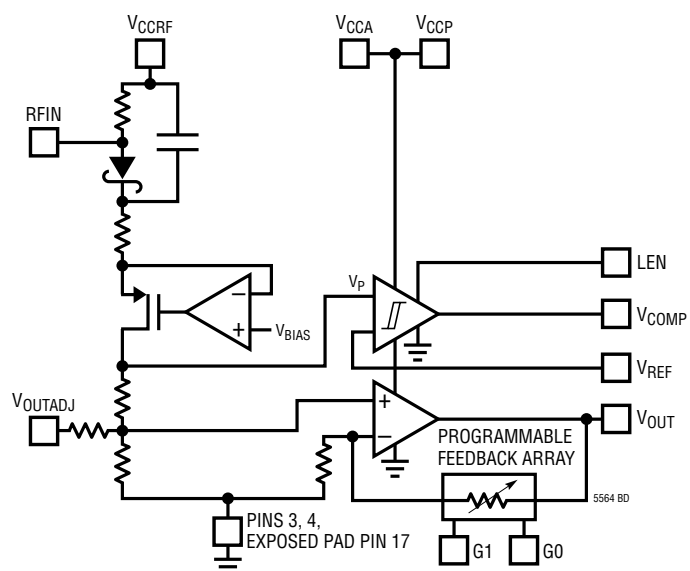 VCCRF
VCCA
VCCP
RFIN
LEN
VP
−
+
VBIAS
VCOMP
VREF
VOUTADJ
+
−
VOUT
PROGRAMMABLE
FEEDBACK ARRAY
5564 BD
PINS 3, 4,
EXPOSED PAD PIN 17
G1
G0